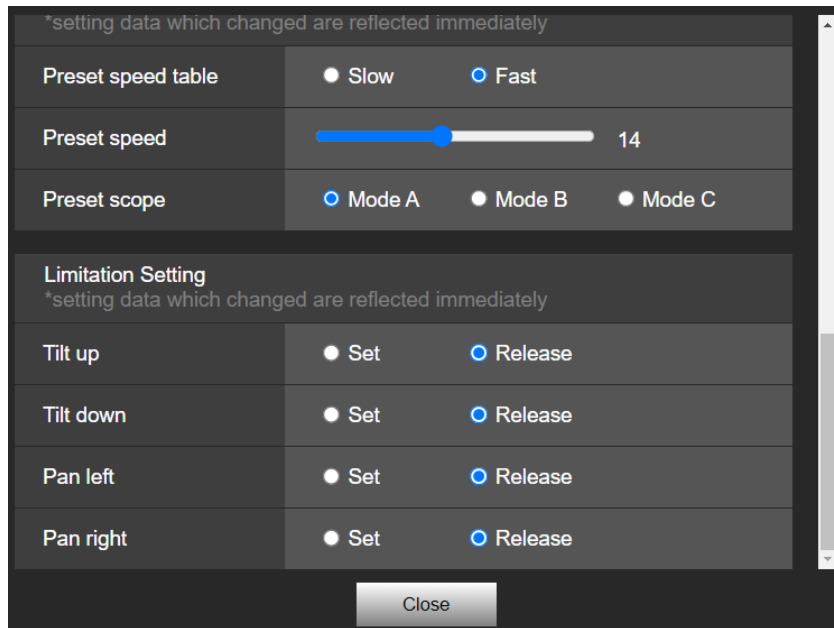 *setting data which changed are reflected immediately
Preset speed table Slow Fast
Preset speed 14
Preset scope Mode A Mode B Mode C
Limitation Setting
*setting data which changed are reflected immediately
Tilt up Set Release
Tilt down Set Release
Pan left Set Release
Pan right Set Release
Close